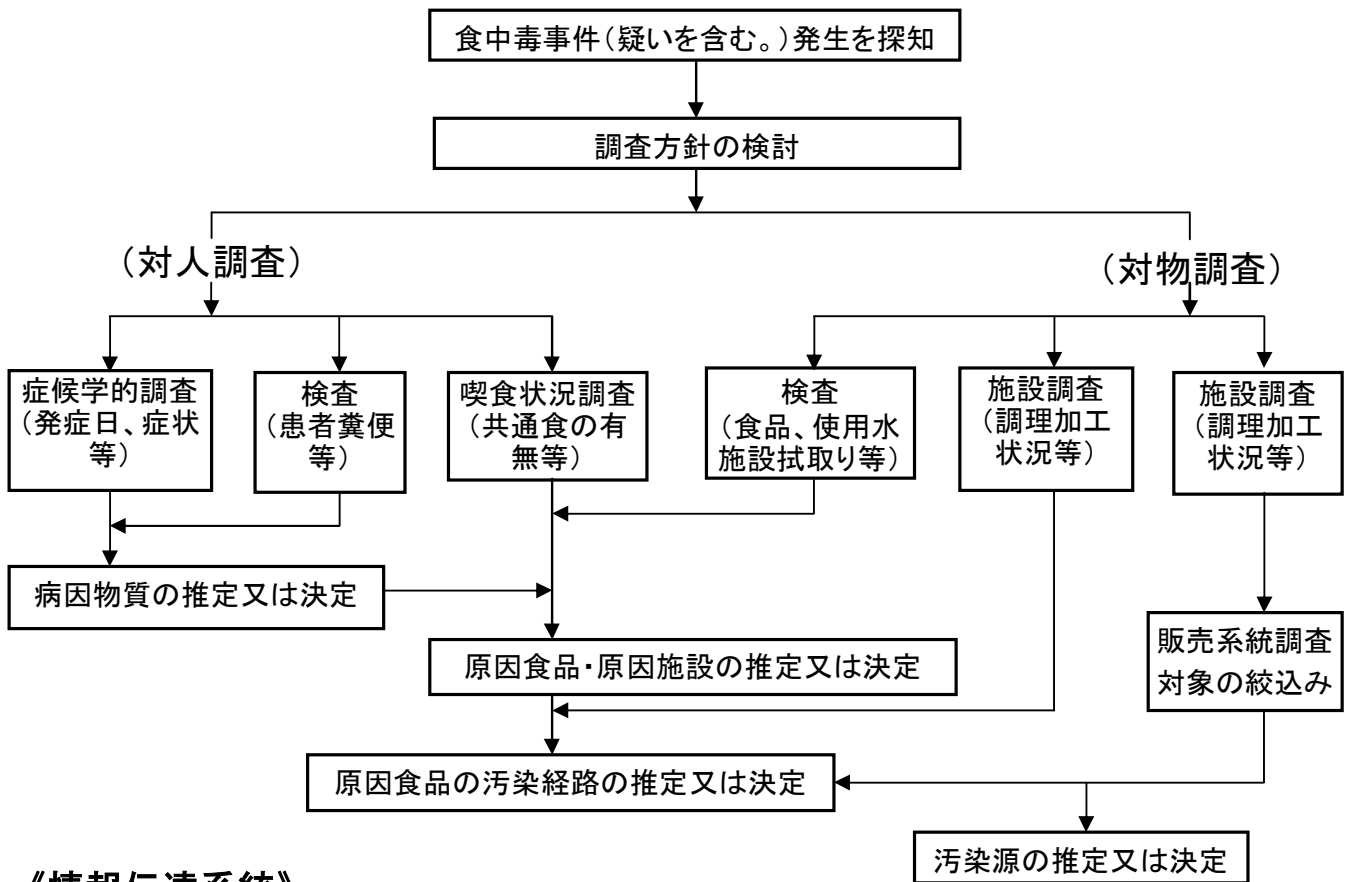 食中毒事件（疑いを含む。）発生を探知
調査方針の検討
（対人調査）
（対物調査）
症候学的調査
（発症日、症状
等）
検査
（患者糞便
等）
喫食状況調査
（共通食の有
無等）
検査
（食品、使用水
施設拭取り等）
施設調査
（調理加工
状況等）
施設調査
（調理加工
状況等）
病因物質の推定又は決定
原因食品・原因施設の推定又は決定
販売系統調査
対象の絞込み
原因食品の汚染経路の推定又は決定
汚染源の推定又は決定
《情報伝達系統》